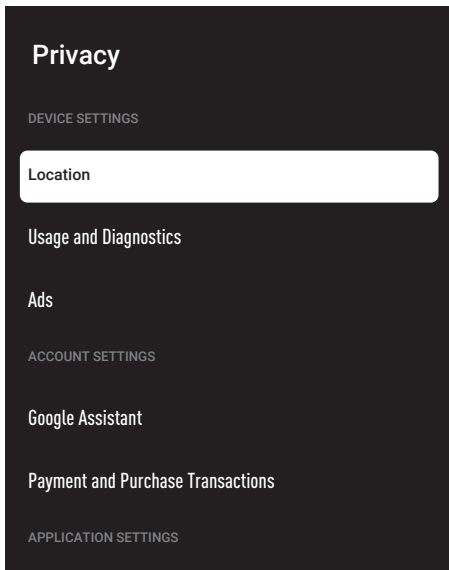 Privacy
DEVICE SETTINGS
Location
Usage and Diagnostics
Ads
ACCOUNT SETTINGS
Google Assistant
Payment and Purchase Transactions
APPLICATION SETTINGS